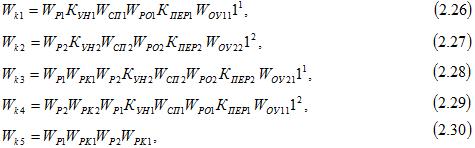 W_{k1} = W_{P1}K_{УН1}W_{СП1}W_{PO1}K_{ПЕР1}W_{ОУ11}1^{1}, (2.26)
W_{k2} = W_{P2}K_{УН2}W_{СП2}W_{PO2}K_{ПЕР2}W_{ОУ22}1^{2}, (2.27)
W_{k3} = W_{P1}W_{PK1}W_{P2}K_{УН2}W_{СП2}W_{PO2}K_{ПЕР2}W_{ОУ21}1^{1}, (2.28)
W_{k4} = W_{P2}W_{PK2}W_{P1}K_{УН1}W_{СП1}W_{PO1}K_{ПЕР1}W_{ОУ11}1^{2}, (2.29)
W_{k5} = W_{P1}W_{PK1}W_{P2}W_{PK1}, (2.30)